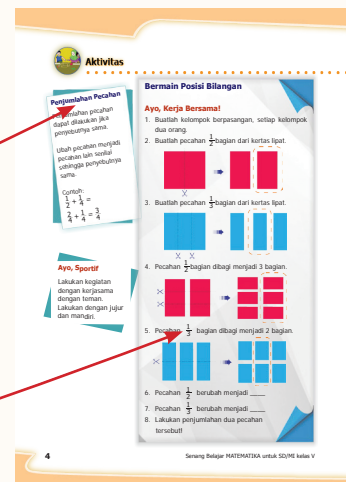 Aktivitas
Penjumlahan Pecahan
Penjumlahan pecahan
dapat dilakukan jika
penyebutnya sama.
Ubah pecahan menjadi
pecahan lain senilai
sehingga penyebutnya
sama.
Contoh:
1/2 + 1/4 =
2/4 + 1/4 = 3/4
Ayo, Sportif
Lakukan kegiatan
dengan kerjasama
dengan teman.
Lakukan dengan jujur
dan mandiri.
Bermain Posisi Bilangan
Ayo, Kerja Bersama!
1. Buatlah kelompok berpasangan, setiap kelompok
dua orang.
2. Buatlah pecahan 1/2 bagian dari kertas lipat.
3. Buatlah pecahan 1/3 bagian dari kertas lipat.
4. Pecahan 1/2 bagian dibagi menjadi 3 bagian.
5. Pecahan 1/3 bagian dibagi menjadi 2 bagian.
6. Pecahan 1/2 berubah menjadi ____
7. Pecahan 1/3 berubah menjadi ____
8. Lakukan penjumlahan dua pecahan
tersebut!
4
Senang Belajar MATEMATIKA untuk SD/MI kelas V